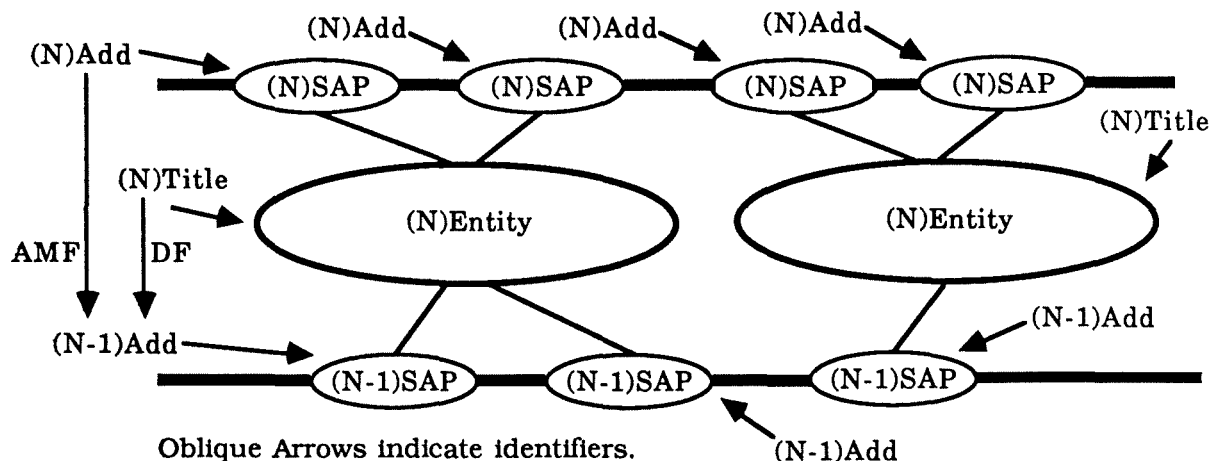 (N)Add (N)Add (N)Add (N)Add
(N)SAP (N)SAP (N)SAP (N)SAP
(N)Title
(N)Title
(N)Entity (N)Entity
AMF DF
(N-1)Add
(N-1)Add
(N-1)SAP (N-1)SAP (N-1)SAP
Oblique Arrows indicate identifiers.
(N-1)Add